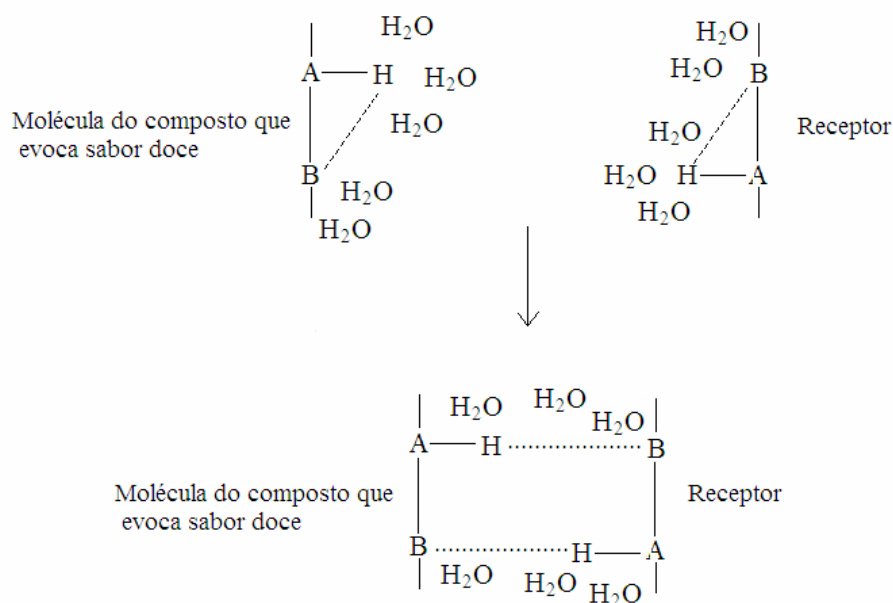 H₂O H₂O
A H H₂O H₂O B
Molécula do composto que
evoca sabor doce
H₂O H₂O Receptor
B H₂O H₂O H A
H₂O H₂O
H₂O H₂O H₂O
A H B
Molécula do composto que
evoca sabor doce
Receptor
B H A
H₂O H₂O H₂O